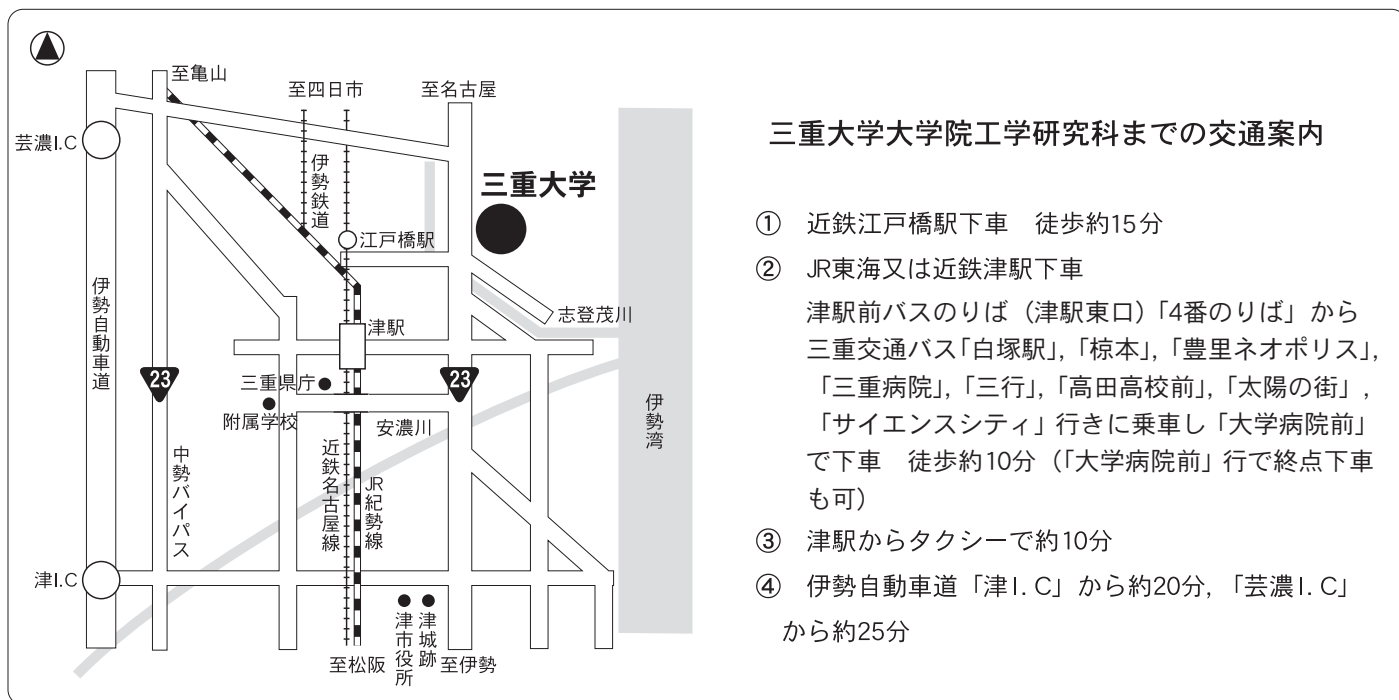 至亀山
至四日市
至名古屋
芸濃I.C
伊勢鉄道
三重大学
江戸橋駅
伊勢自動車道
志登茂川
津駅
23
23
三重県庁
附属学校
安濃川
伊勢湾
中勢バイパス
近鉄名古屋線
JR紀勢線
津I.C
至松阪
津市役所
津城跡
至伊勢
三重大学大学院工学研究科までの交通案内
① 近鉄江戸橋駅下車 徒歩約15分
② JR東海又は近鉄津駅下車
津駅前バスのりば（津駅東口）「4番のりば」から
三重交通バス「白塚駅」，「椋本」，「豊里ネオポリス」，
「三重病院」，「三行」，「高田高校前」，「太陽の街」，
「サイエンスシティ」行きに乗車し「大学病院前」
で下車 徒歩約10分（「大学病院前」行で終点下車
も可）
③ 津駅からタクシーで約10分
④ 伊勢自動車道「津I.C」から約20分，「芸濃I.C」
から約25分